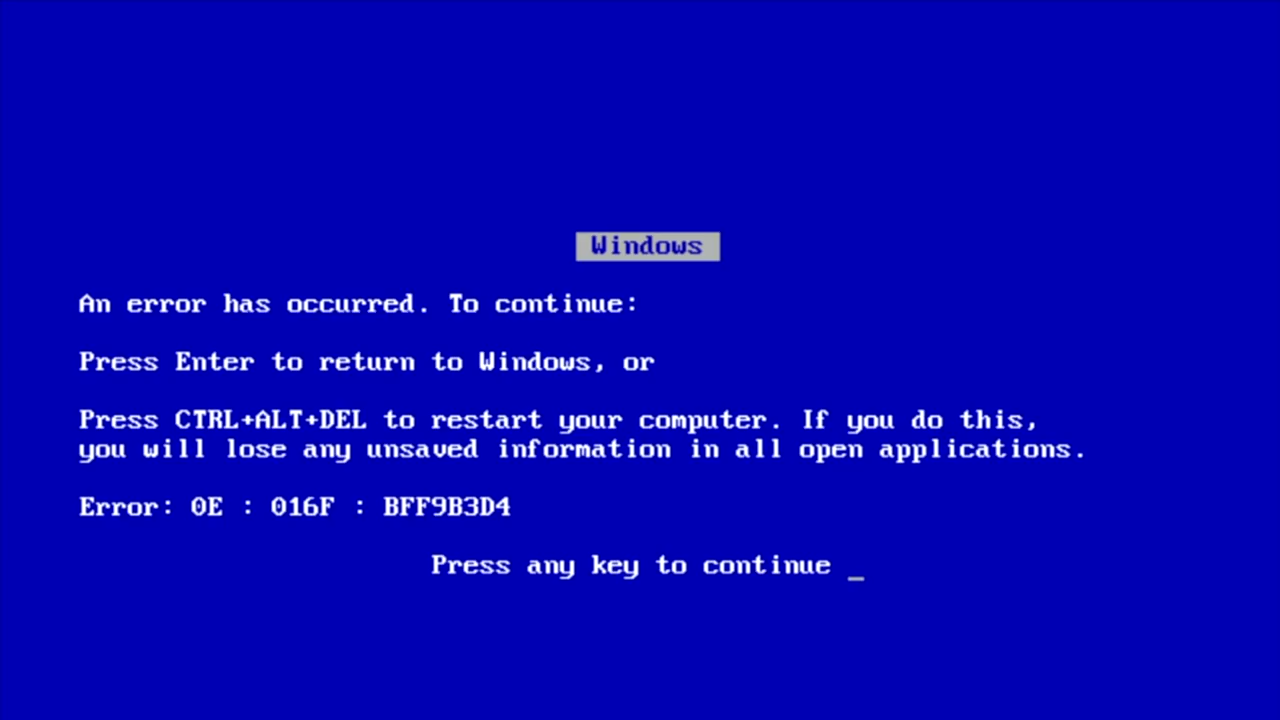 Windows
An error has occurred. To continue:
Press Enter to return to Windows, or
Press CTRL+ALT+DEL to restart your computer. If you do this,
you will lose any unsaved information in all open applications.
Error: 0E : 016F : BFF9B3D4
Press any key to continue _